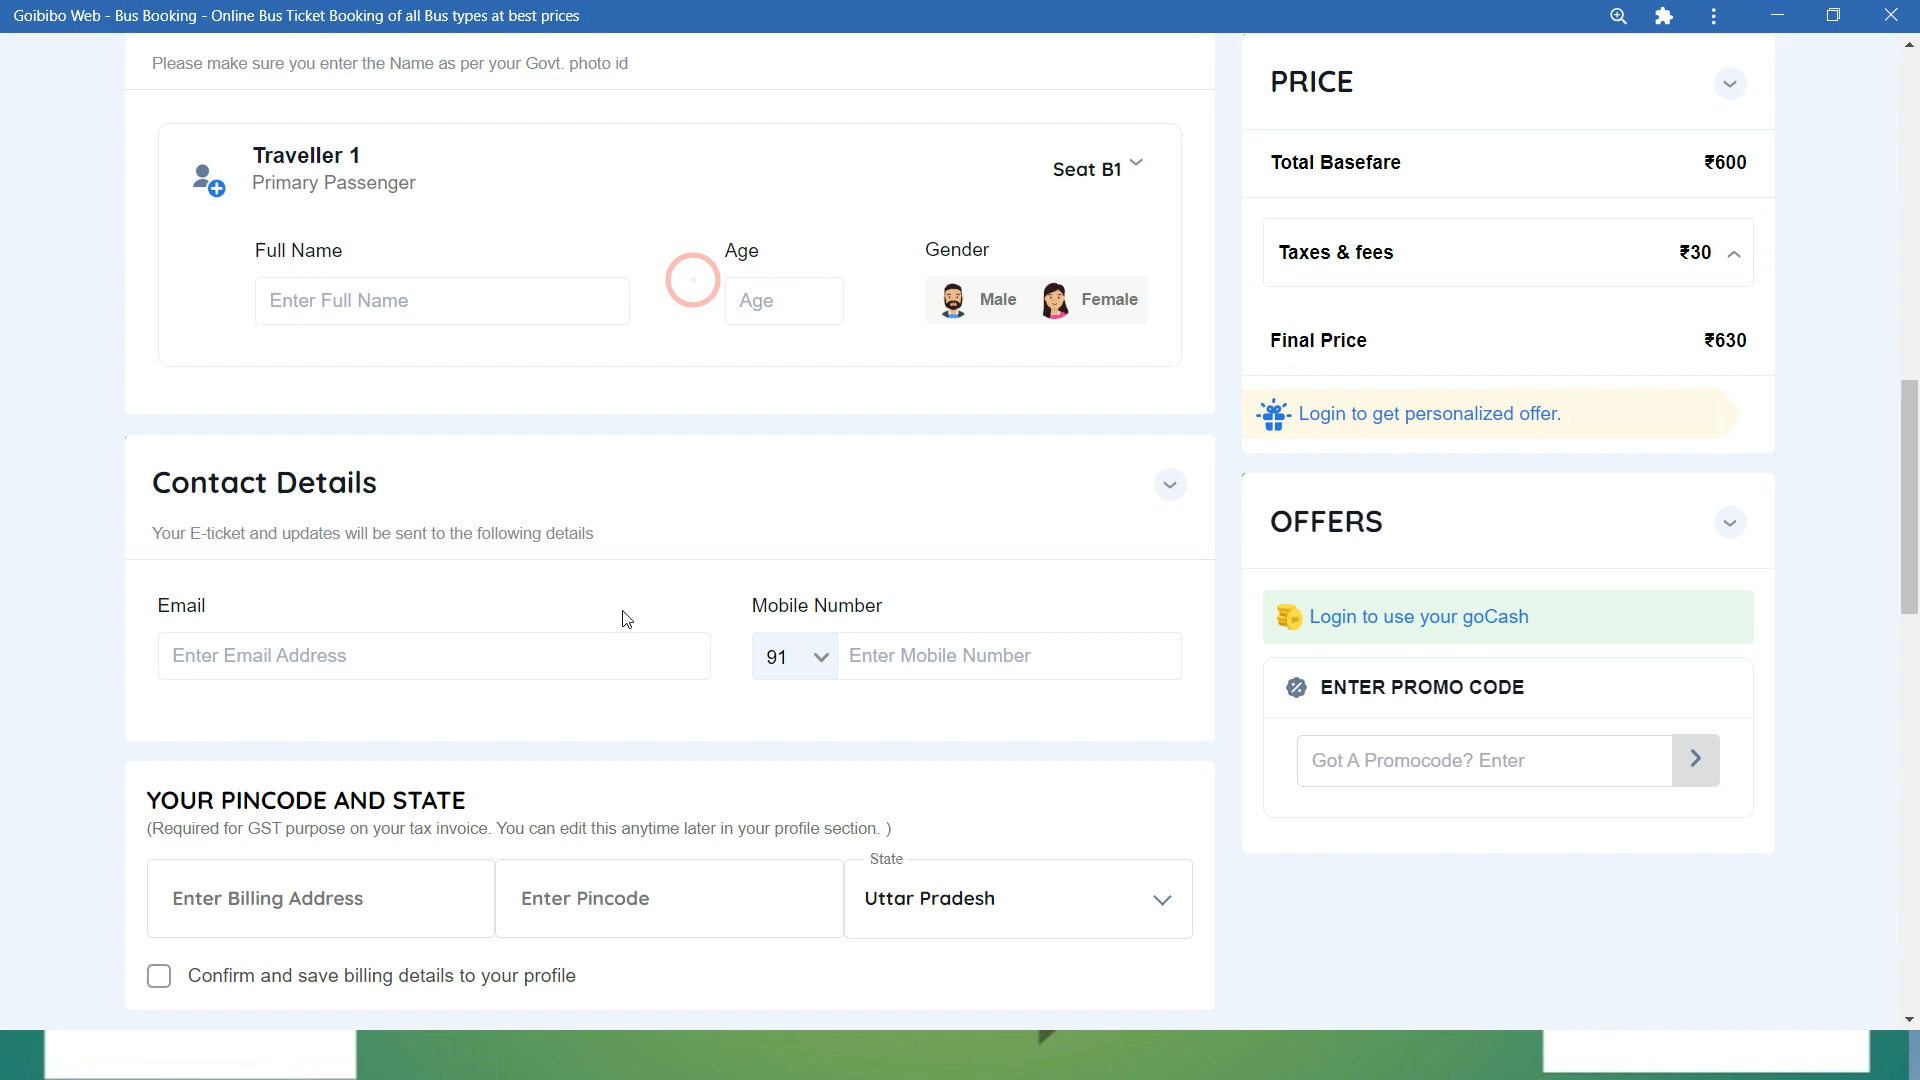 Goibibo Web - Bus Booking - Online Bus Ticket Booking of all Bus types at best prices
Please make sure you enter the Name as per your Govt. photo id
Traveller 1
Primary Passenger
Seat B1
Full Name
Age
Gender
Enter Full Name
Age
Male
Female
Contact Details
Your E-ticket and updates will be sent to the following details
Email
Mobile Number
Enter Email Address
91
Enter Mobile Number
YOUR PINCODE AND STATE
(Required for GST purpose on your tax invoice. You can edit this anytime later in your profile section. )
State
Enter Billing Address
Enter Pincode
Uttar Pradesh
Confirm and save billing details to your profile
PRICE
Total Basefare ₹600
Taxes & fees ₹30
Final Price ₹630
Login to get personalized offer.
OFFERS
Login to use your goCash
ENTER PROMO CODE
Got A Promocode? Enter